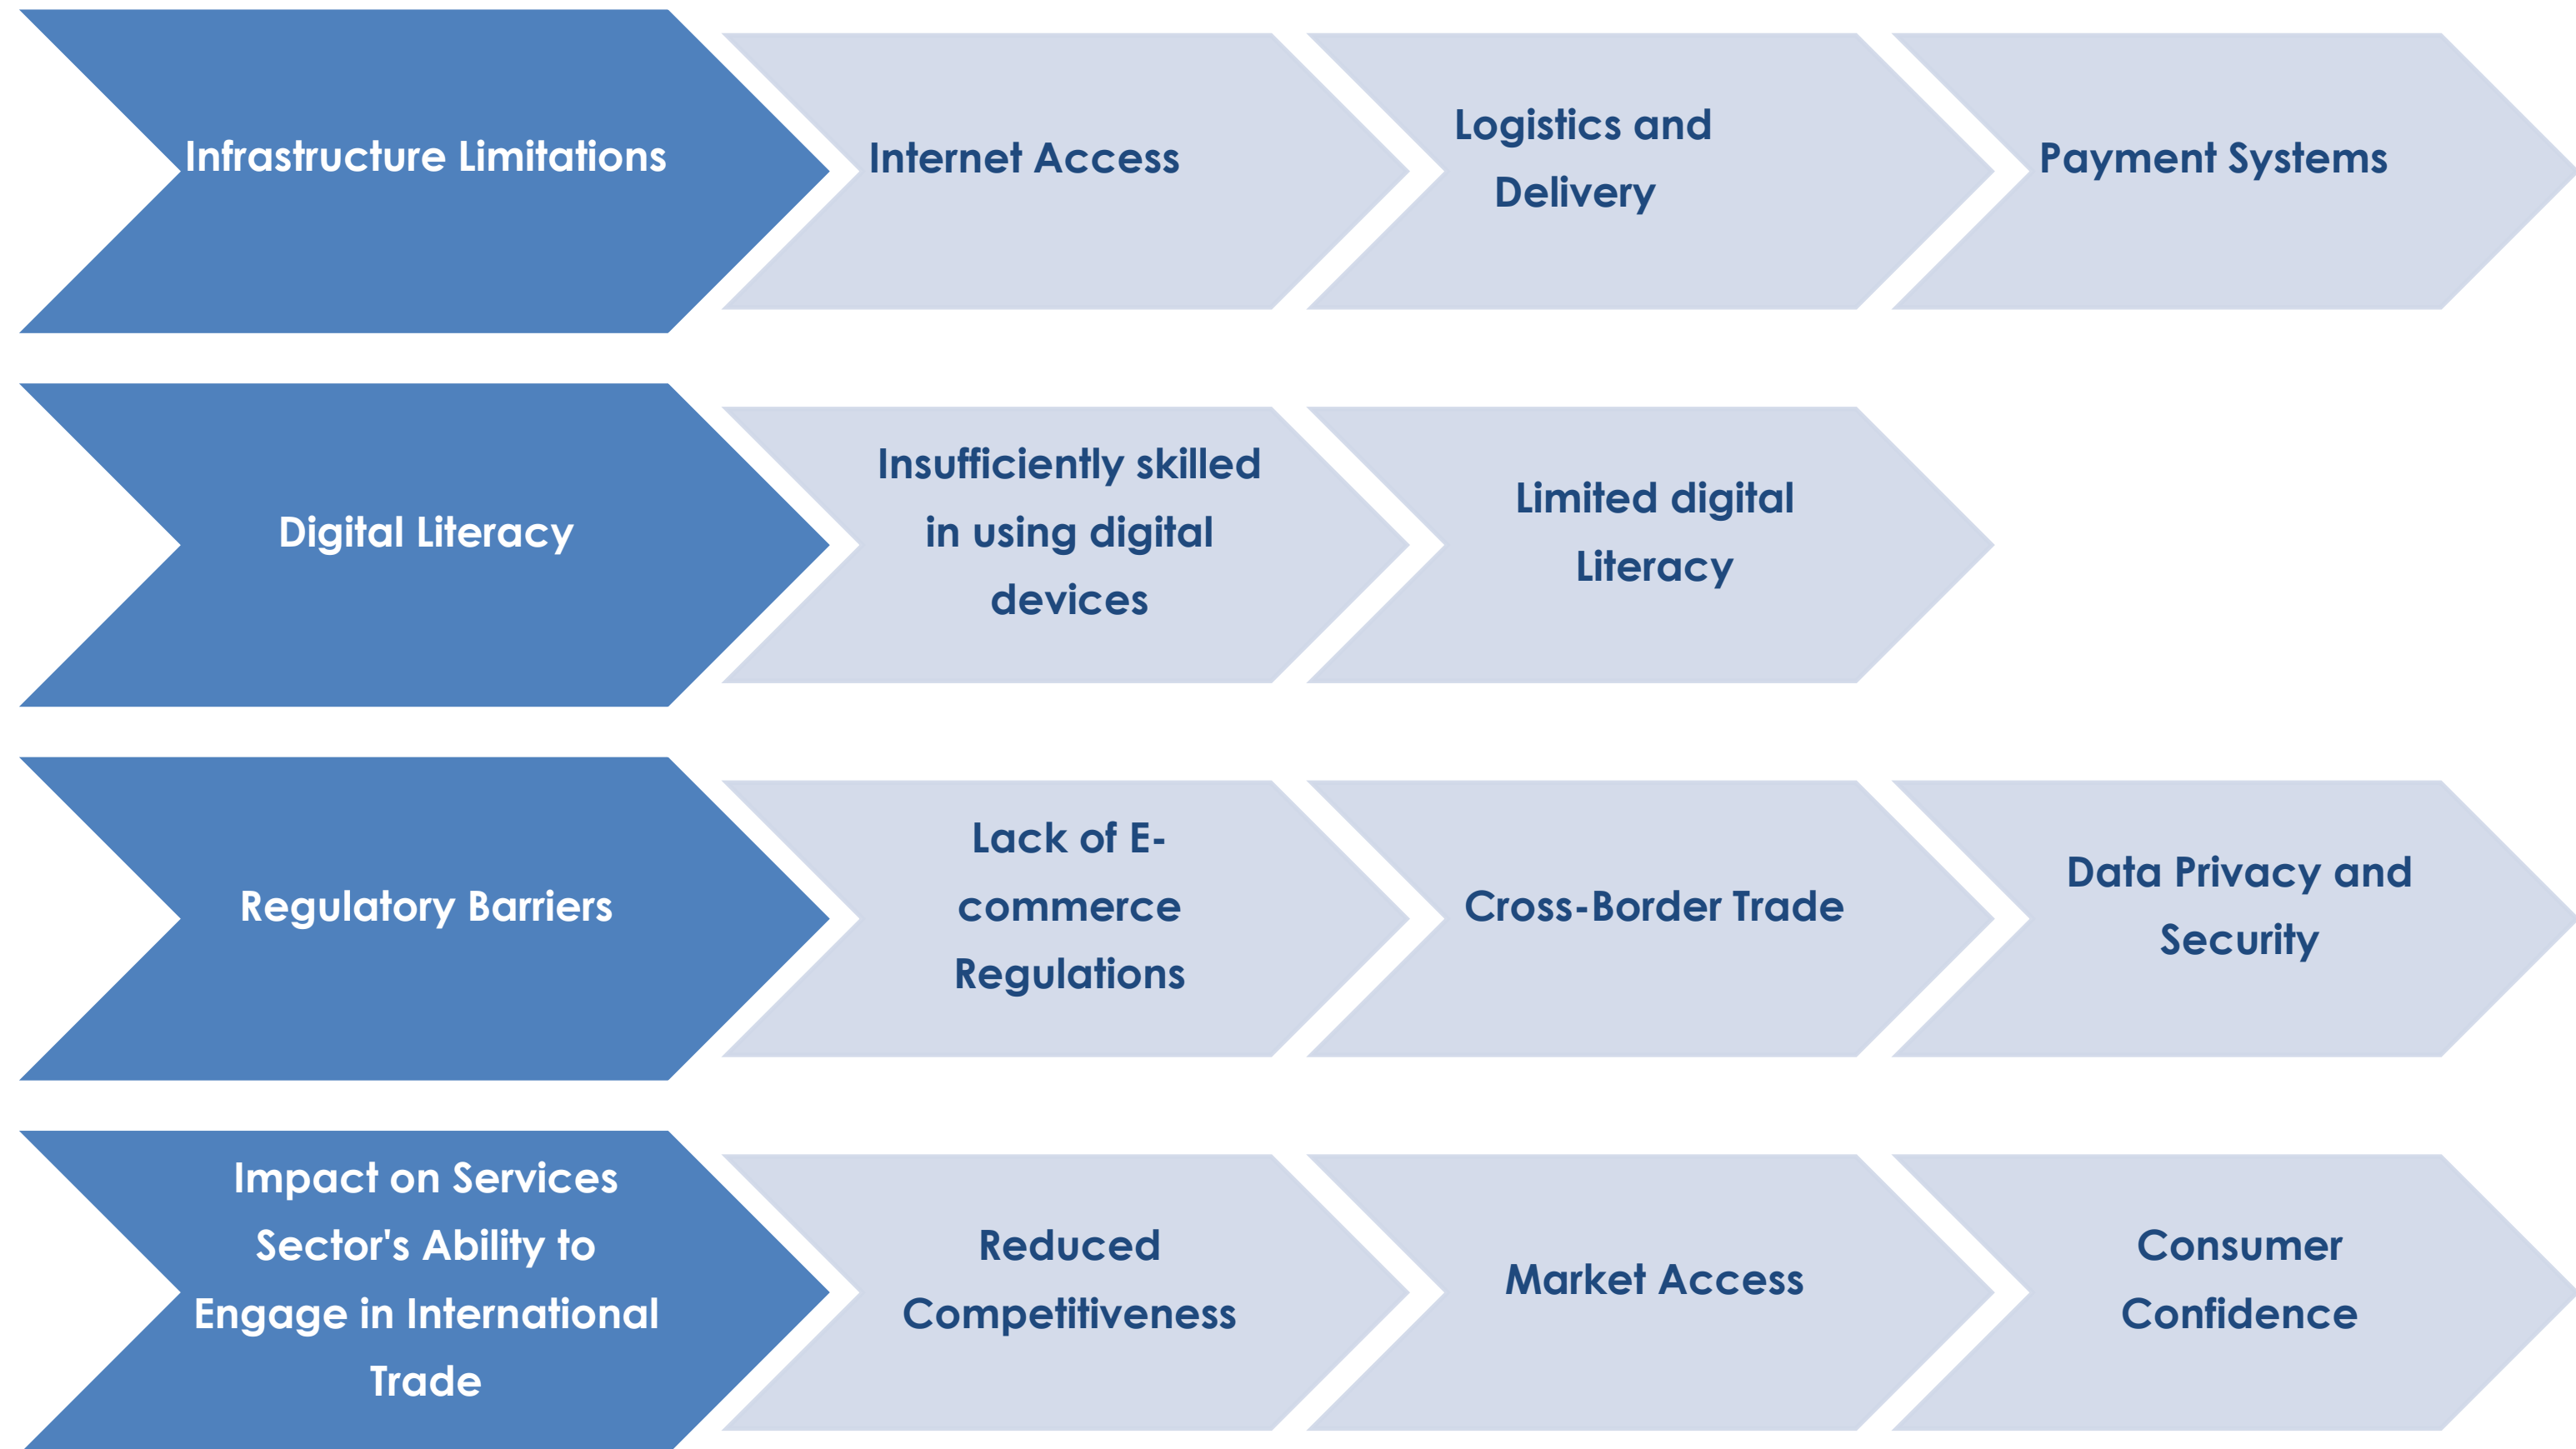 Infrastructure Limitations
Internet Access
Logistics and
Delivery
Payment Systems
Digital Literacy
Insufficiently skilled
in using digital
devices
Limited digital
Literacy
Regulatory Barriers
Lack of E-
commerce
Regulations
Cross-Border Trade
Data Privacy and
Security
Impact on Services
Sector's Ability to
Engage in International
Trade
Reduced
Competitiveness
Market Access
Consumer
Confidence